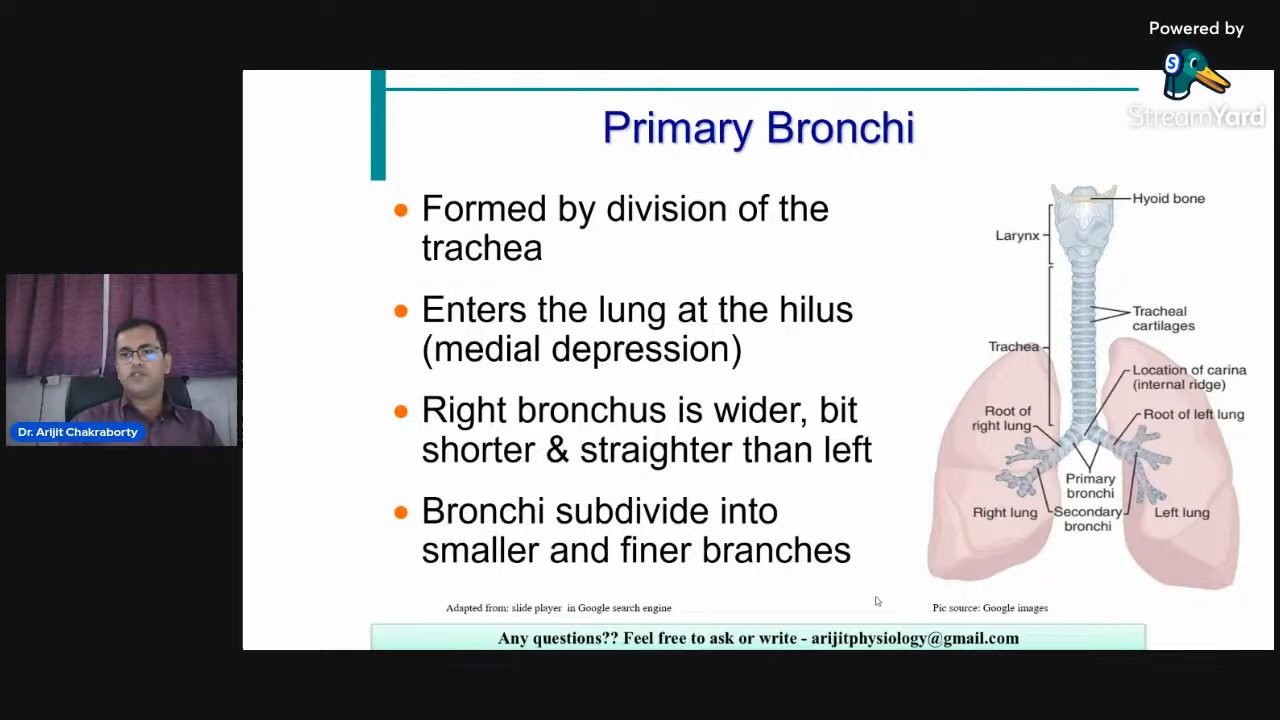 Powered by
S
StreamYard
Primary Bronchi
Formed by division of the
trachea
Enters the lung at the hilus
(medial depression)
Right bronchus is wider, bit
shorter & straighter than left
Bronchi subdivide into
smaller and finer branches
Hyoid bone
Larynx
Tracheal
cartilages
Trachea
Location of carina
(internal ridge)
Root of
right lung
Root of left lung
Primary
bronchi
Right lung
Secondary
bronchi
Left lung
Dr. Arijit Chakraborty
Adapted from: slide player in Google search engine
Pic source: Google images
Any questions?? Feel free to ask or write - arijitphysiology@gmail.com